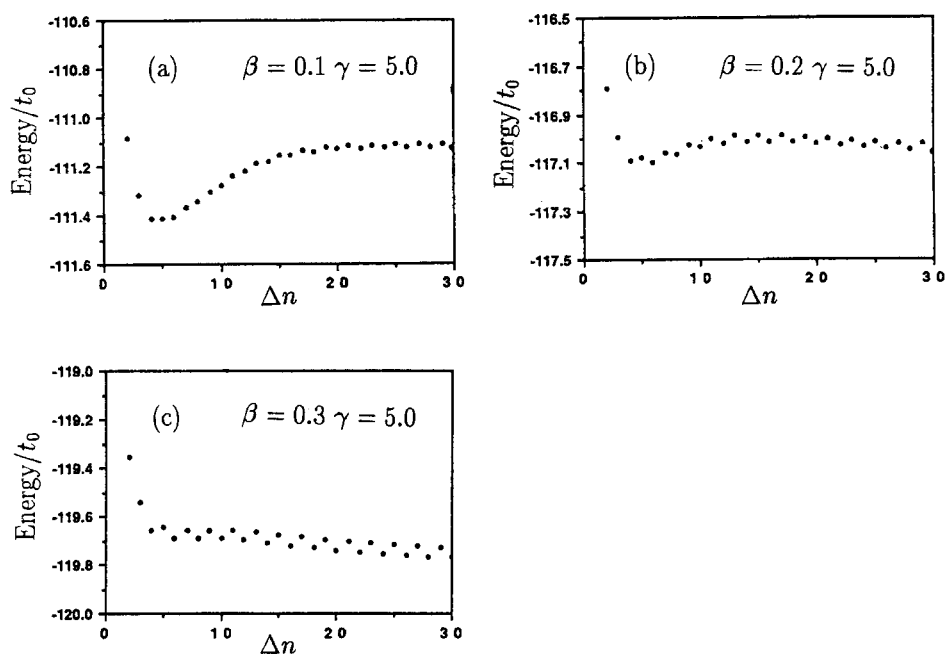 (a) β = 0.1 γ = 5.0
Energy/t₀
-110.6
-110.8
-111.0
-111.2
-111.4
-111.6
0 10 20 30
Δn
(b) β = 0.2 γ = 5.0
Energy/t₀
-116.5
-116.7
-116.9
-117.1
-117.3
-117.5
0 10 20 30
Δn
(c) β = 0.3 γ = 5.0
Energy/t₀
-119.0
-119.2
-119.4
-119.6
-119.8
-120.0
0 10 20 30
Δn